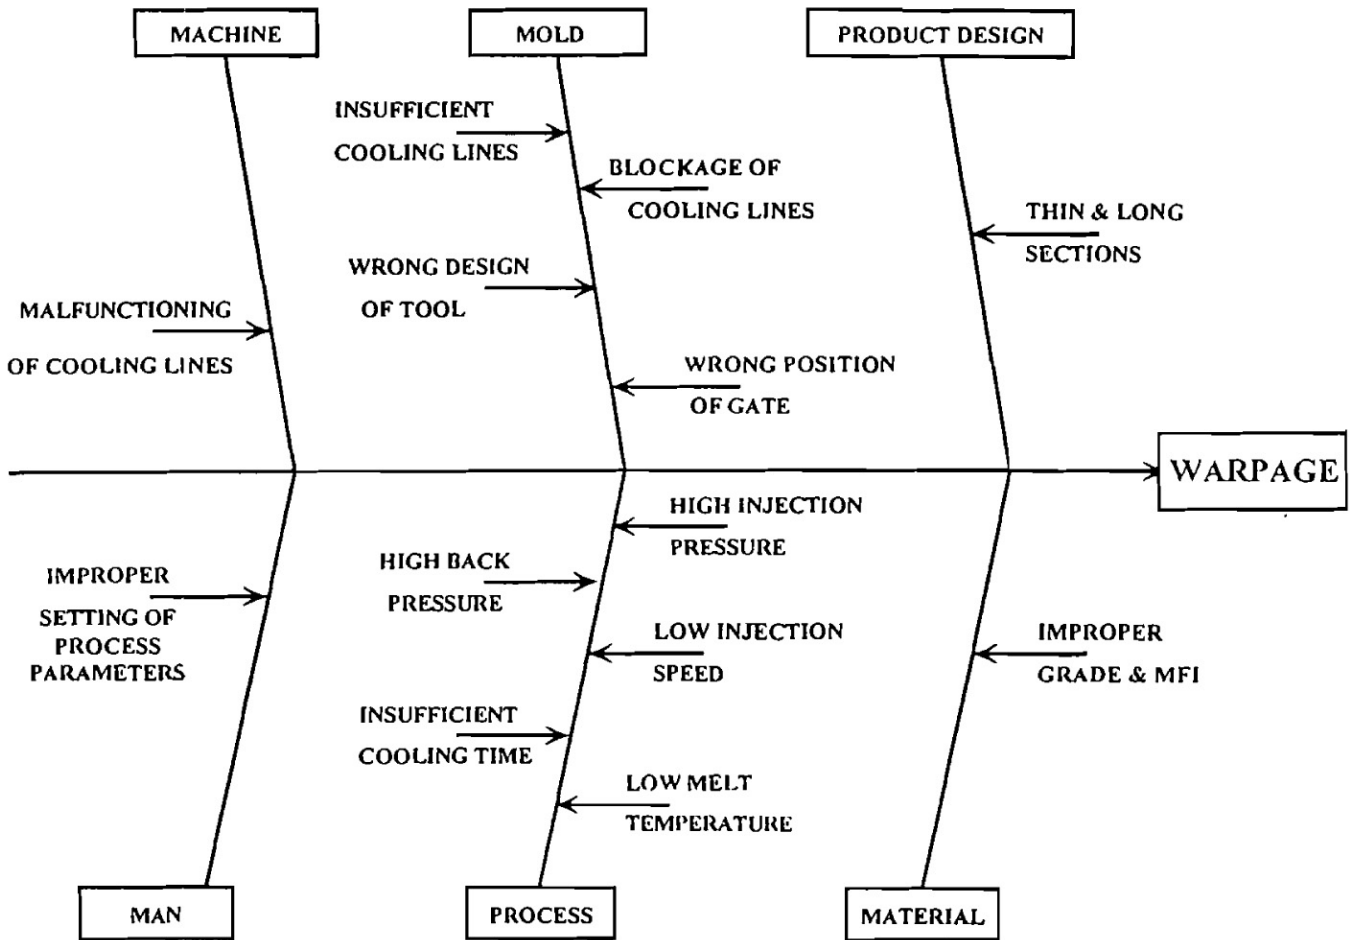 MACHINE
MOLD
PRODUCT DESIGN
INSUFFICIENT
COOLING LINES
BLOCKAGE OF
COOLING LINES
THIN & LONG
SECTIONS
WRONG DESIGN
OF TOOL
MALFUNCTIONING
OF COOLING LINES
WRONG POSITION
OF GATE
WARPAGE
HIGH INJECTION
PRESSURE
HIGH BACK
PRESSURE
IMPROPER
SETTING OF
PROCESS
PARAMETERS
LOW INJECTION
SPEED
IMPROPER
GRADE & MFI
INSUFFICIENT
COOLING TIME
LOW MELT
TEMPERATURE
MAN
PROCESS
MATERIAL